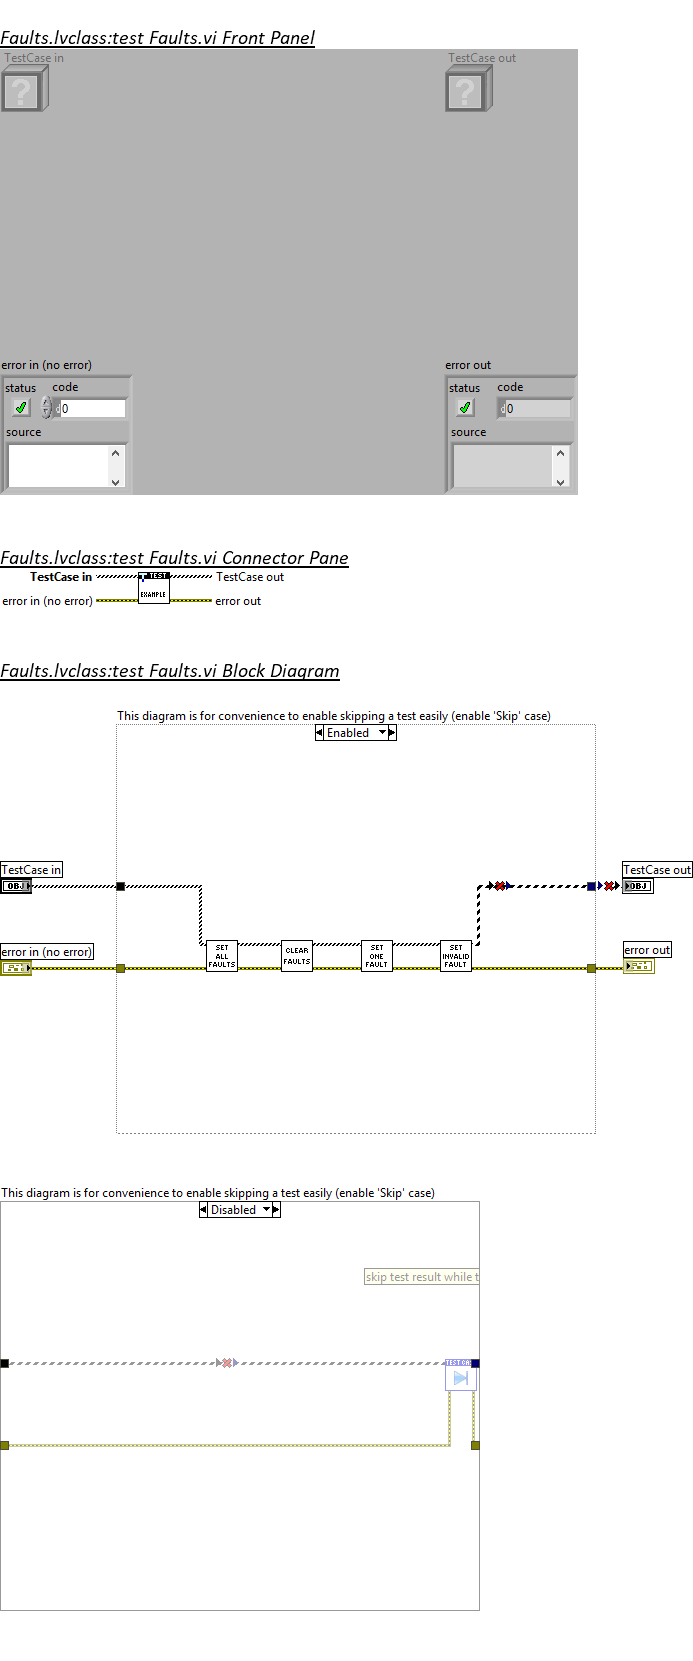 Faults.lvclass:test Faults.vi Front Panel
TestCase in
TestCase out
?
?
error in (no error)
error out
status code
status code
d 0
d 0
source
source
Faults.lvclass:test Faults.vi Connector Pane
TestCase in
TEST
TestCase out
error in (no error)
EXAMPLE
error out
Faults.lvclass:test Faults.vi Block Diagram
This diagram is for convenience to enable skipping a test easily (enable 'Skip' case)
Enabled
TestCase in
TestCase out
OBJ
OBJ
error in (no error)
error out
SET
ALL
FAULTS
CLEAR
FAULTS
SET
ONE
FAULT
SET
INVALID
FAULT
This diagram is for convenience to enable skipping a test easily (enable 'Skip' case)
Disabled
skip test result while t
TEST CA